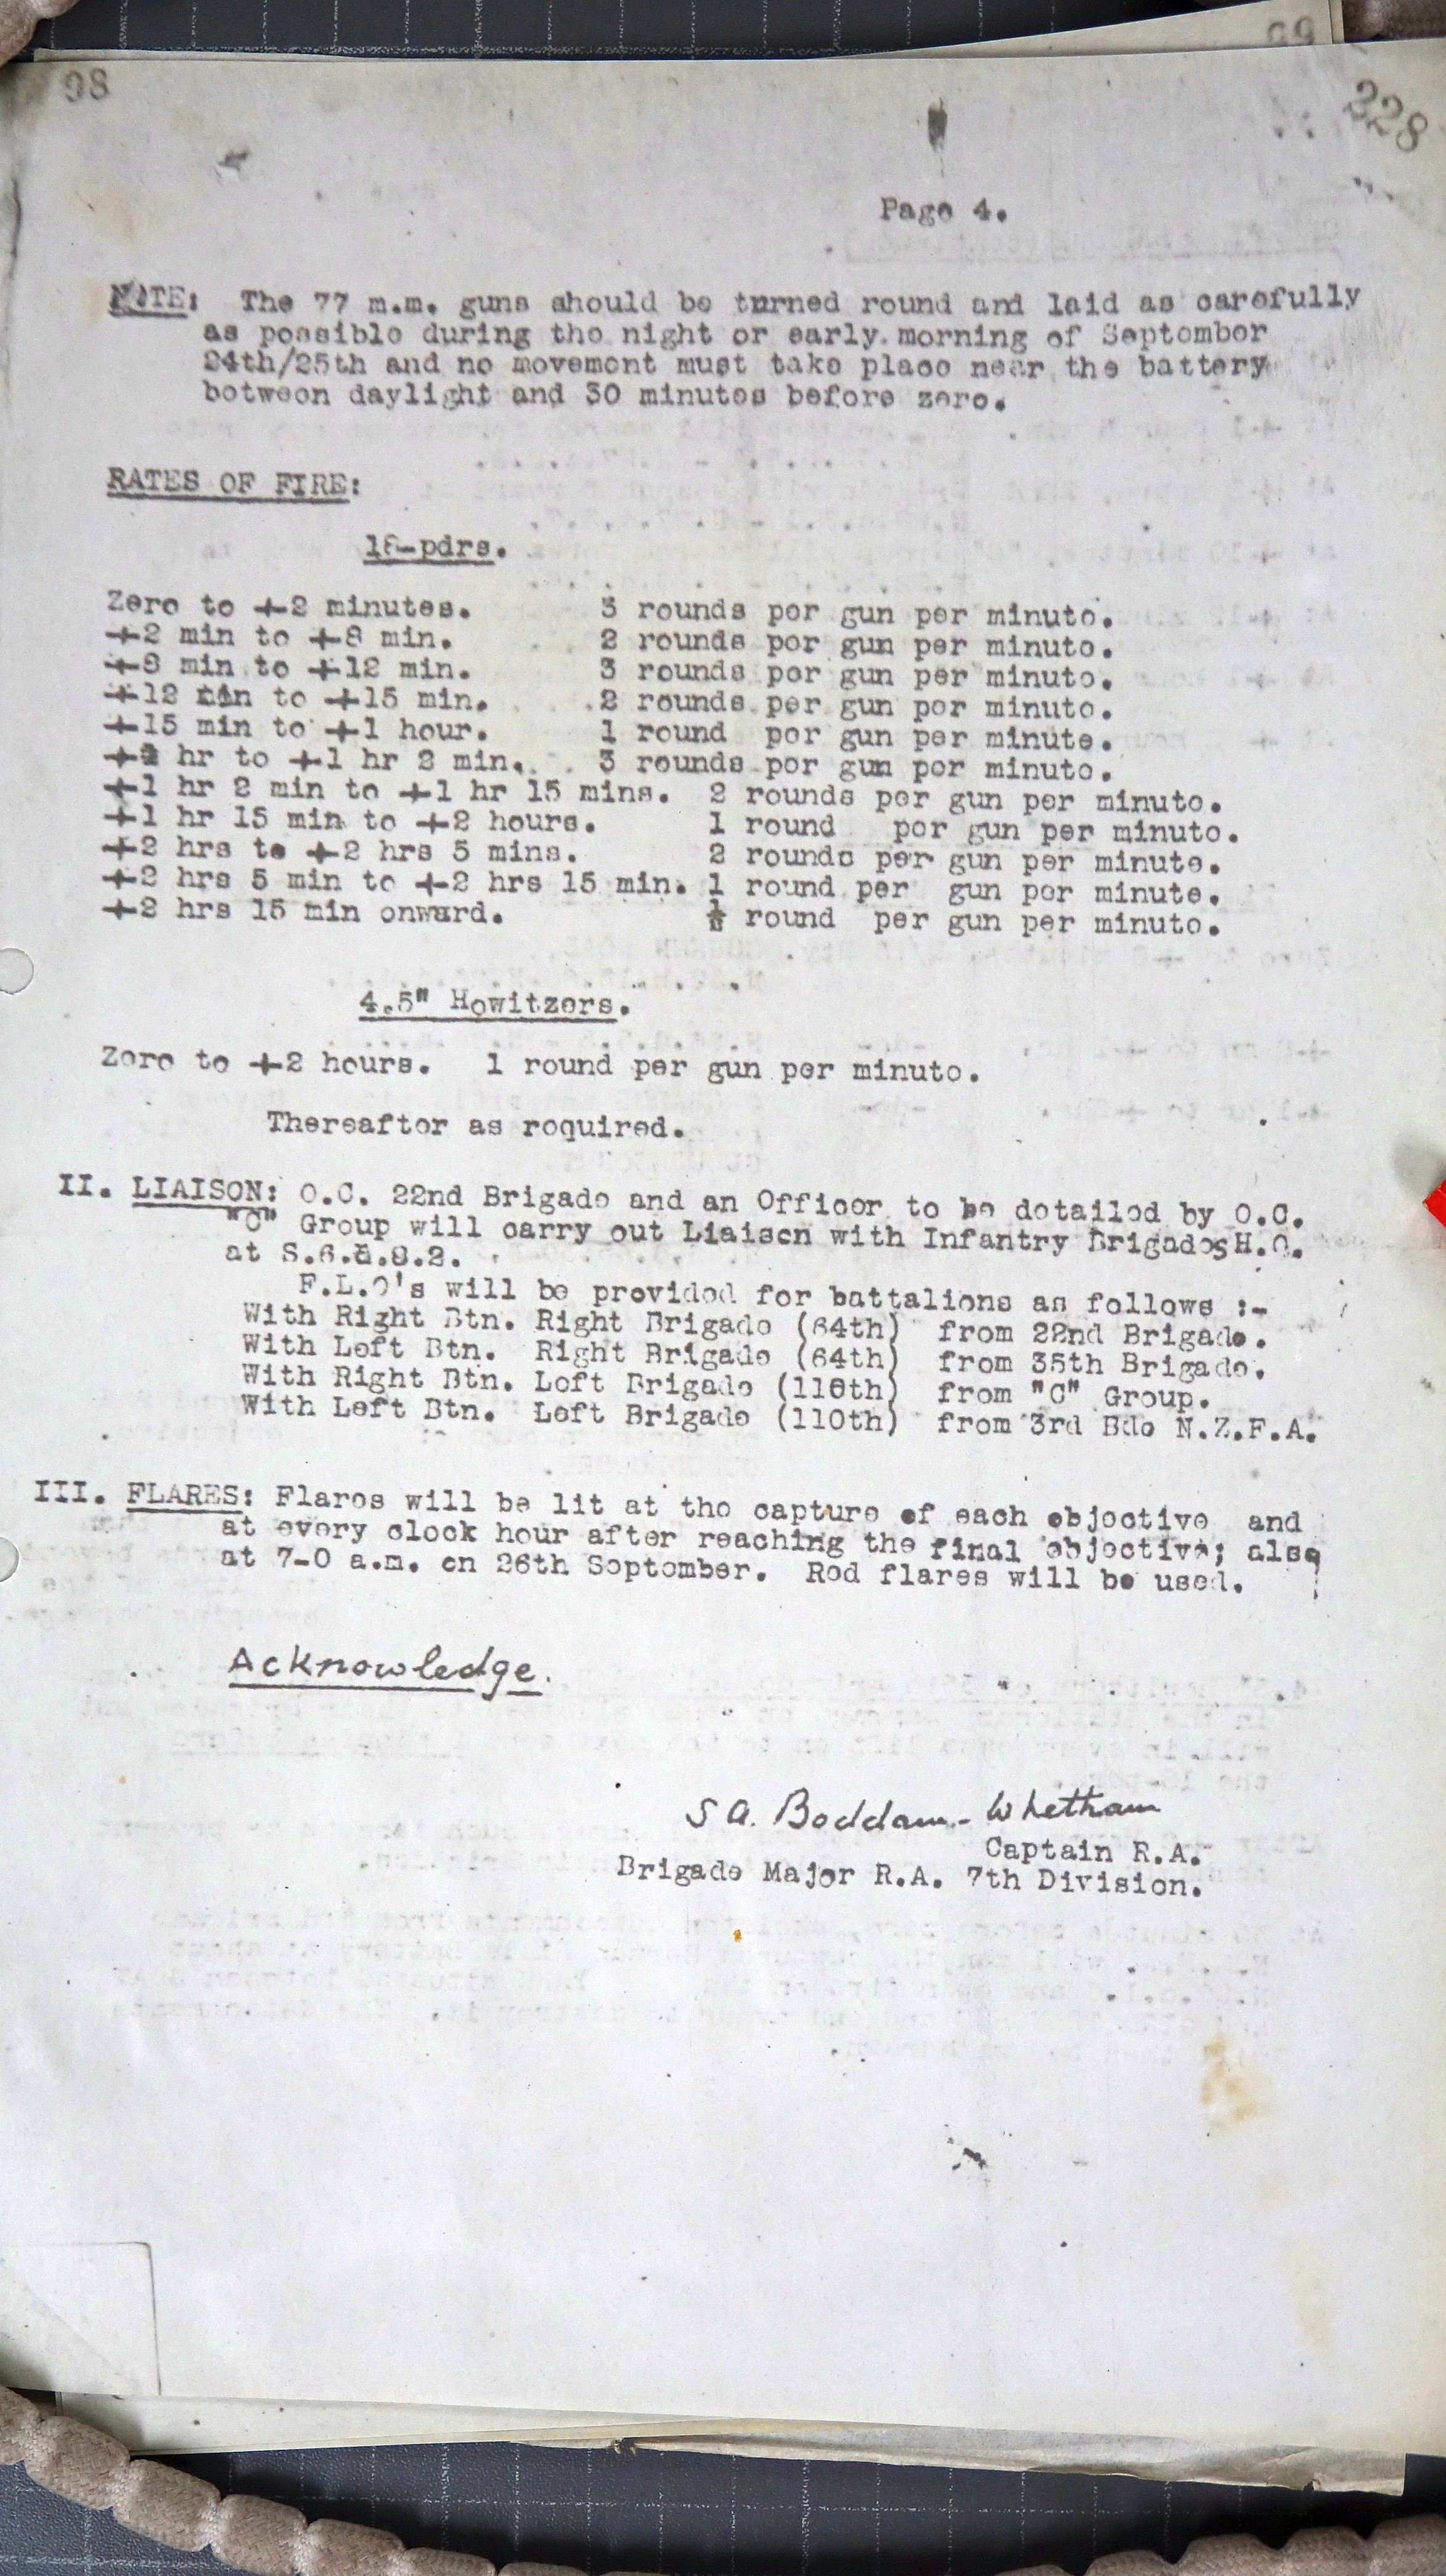 98
99
228
Page 4.
NOTE: The 77 m.m. guns should be turned round and laid as carefully
as possible during the night or early morning of September
24th/25th and no movement must take place near the battery
between daylight and 30 minutes before zero.
RATES OF FIRE:
18-pdrs.
Zero to +2 minutes. 3 rounds per gun per minute.
+2 min to +8 min. 2 rounds per gun per minute.
+8 min to +12 min. 3 rounds per gun per minute.
+12 min to +15 min. 2 rounds per gun per minute.
+15 min to +1 hour. 1 round per gun per minute.
hr to +1 hr 2 min. 3 rounds per gun per minute.
+1 hr 2 min to +1 hr 15 mins. 2 rounds per gun per minute.
+1 hr 15 min to +2 hours. 1 round per gun per minute.
+2 hrs to +2 hrs 5 mins. 2 rounds per gun per minute.
+2 hrs 5 min to +2 hrs 15 min. 1 round per gun per minute.
+2 hrs 15 min onward. round per gun per minute.
4.5" Howitzers.
Zero to +2 hours. 1 round per gun per minute.
Thereafter as required.
II. LIAISON: O.C. 22nd Brigade and an Officer to be detailed by O.C.
"C" Group will carry out Liaison with Infantry Brigades H.Q.
at
F.L.O's will be provided for battalions as follows :-
With Right Btn. Right Brigade (64th) from 22nd Brigade.
With Left Btn. Right Brigade (64th) from 35th Brigade.
With Right Btn. Left Brigade (110th) from "C" Group.
With Left Btn. Left Brigade (110th) from 3rd Bde N.Z.F.A.
III. FLARES: Flares will be lit at the capture of each objective and
at every clock hour after reaching the final objective; also
at 7-0 a.m. on 26th September. Red flares will be used.
Acknowledge.
S A. Boddam-Whetham
Captain R.A.
Brigade Major R.A. 7th Division.